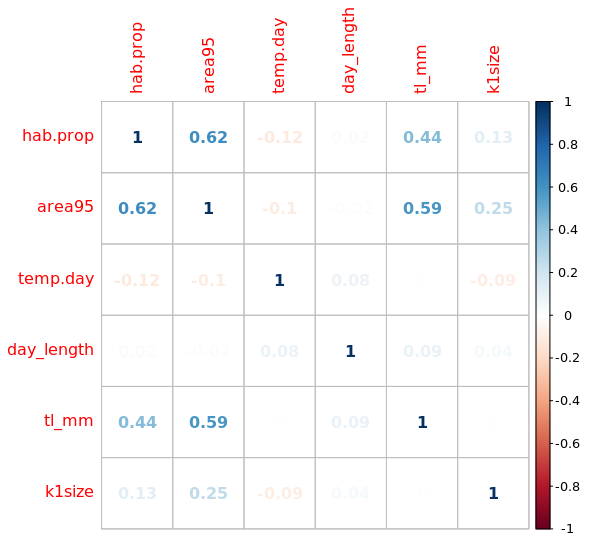 hab.prop area95 temp.day day_length tl_mm k1size
hab.prop 1 0.62 -0.12 0.02 0.44 0.13
area95 0.62 1 -0.1 -0.02 0.59 0.25
temp.day -0.12 -0.1 1 0.08 -0.09
day_length 0.02 -0.02 0.08 1 0.09 0.04
tl_mm 0.44 0.59 0.09 1
k1size 0.13 0.25 -0.09 0.04 1
1
0.8
0.6
0.4
0.2
0
-0.2
-0.4
-0.6
-0.8
-1